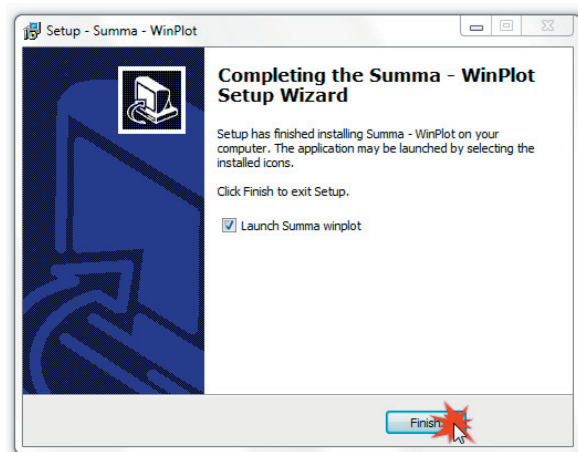 Setup - Summa - WinPlot
Completing the Summa - WinPlot
Setup Wizard
Setup has finished installing Summa - WinPlot on your
computer. The application may be launched by selecting the
installed icons.
Click Finish to exit Setup.
Launch Summa winplot
Finish